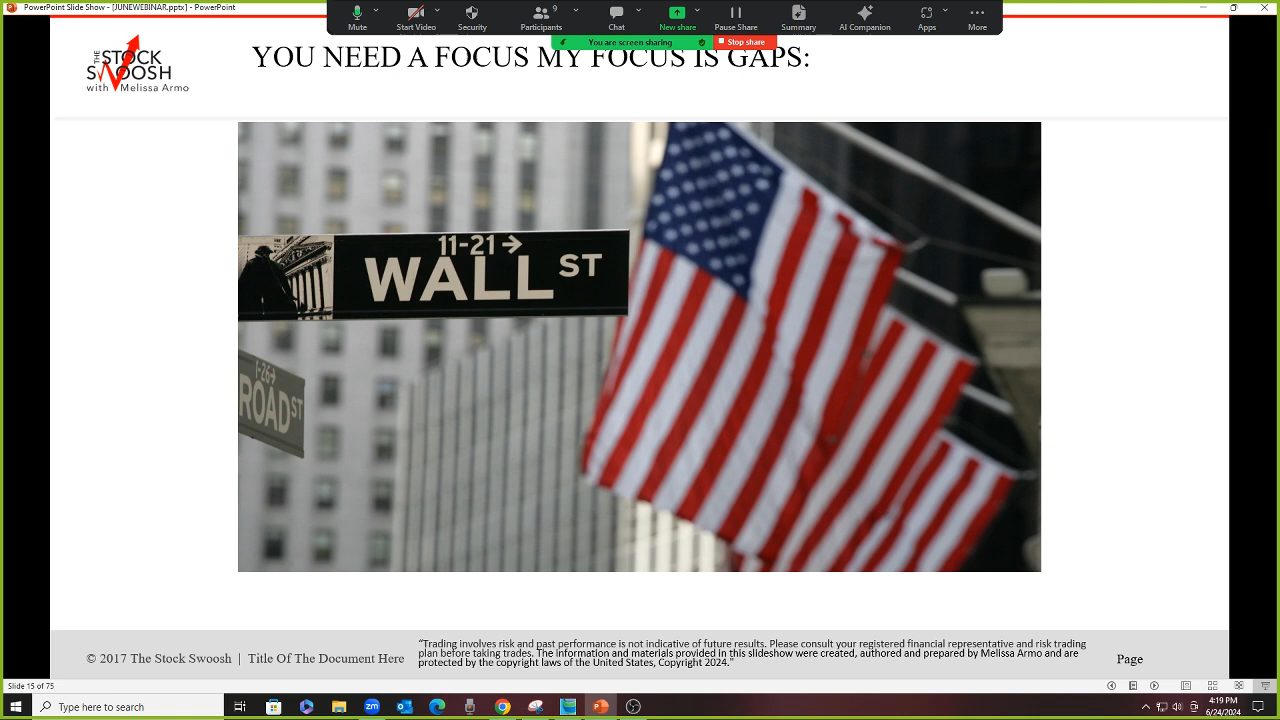 PowerPoint Slide Show - [JUNEWEBINAR.pptx] - PowerPoint
Mute
Start Video
Security
9
Participants
Chat
New share
Pause Share
Summary
AI Companion
Apps
More
You are screen sharing
Stop share
THE STOCK
SWOOSH
with Melissa Armo
YOU NEED A FOCUS MY FOCUS IS GAPS:
11-21→
WALL ST
1-26→
ROAD ST
© 2017 The Stock Swoosh | Title Of The Document Here
“Trading involves risk and past performance is not indicative of future results. Please consult your registered financial representative and risk trading
plan before taking trades. The information and materials provided in this slideshow were created, authored and prepared by Melissa Armo and are
protected by the copyright laws of the United States, Copyright 2024."
Page
Slide 15 of 75
Type here to search
zm
4:19 PM
6/24/2024